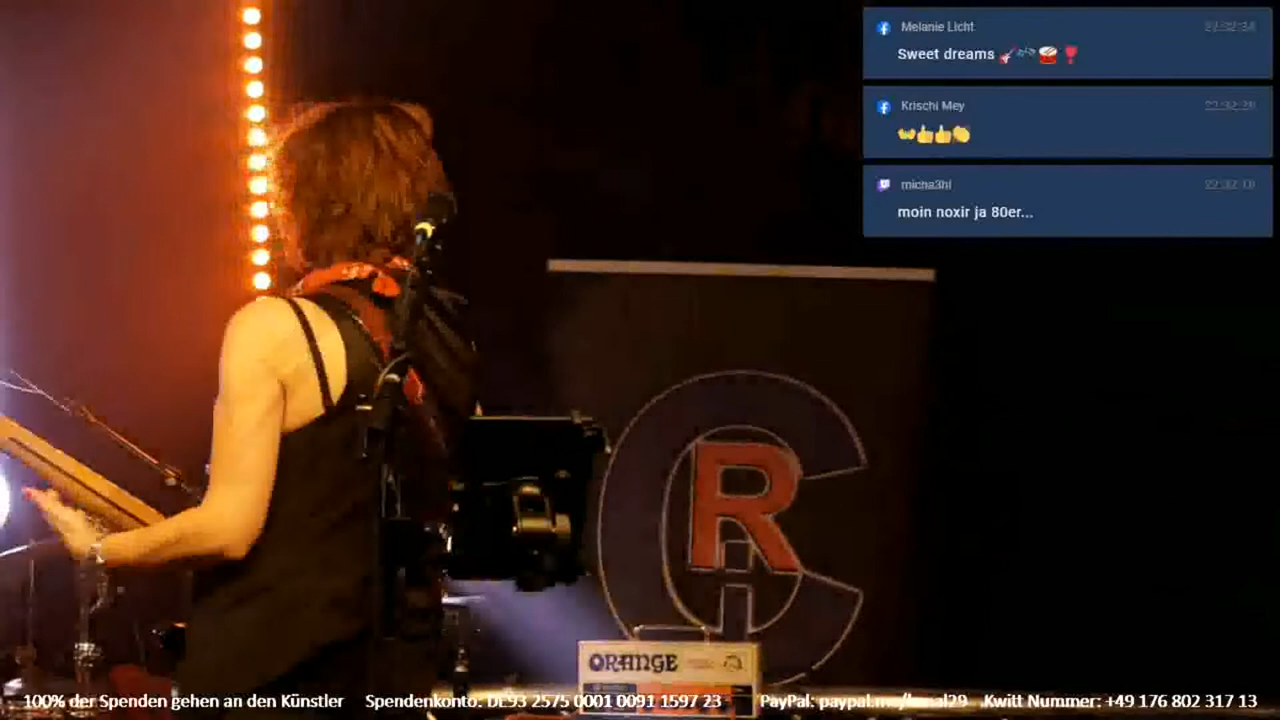 Melanie Licht
Sweet dreams
Krischi Mey
micha3hl
moin noxir ja 80er...
R
ORANGE
100% der Spenden gehen an den Künstler Spendenkonto: DE93 2575 0001 0091 1597 23 PayPal: Kwitt Nummer: +49 176 802 317 13